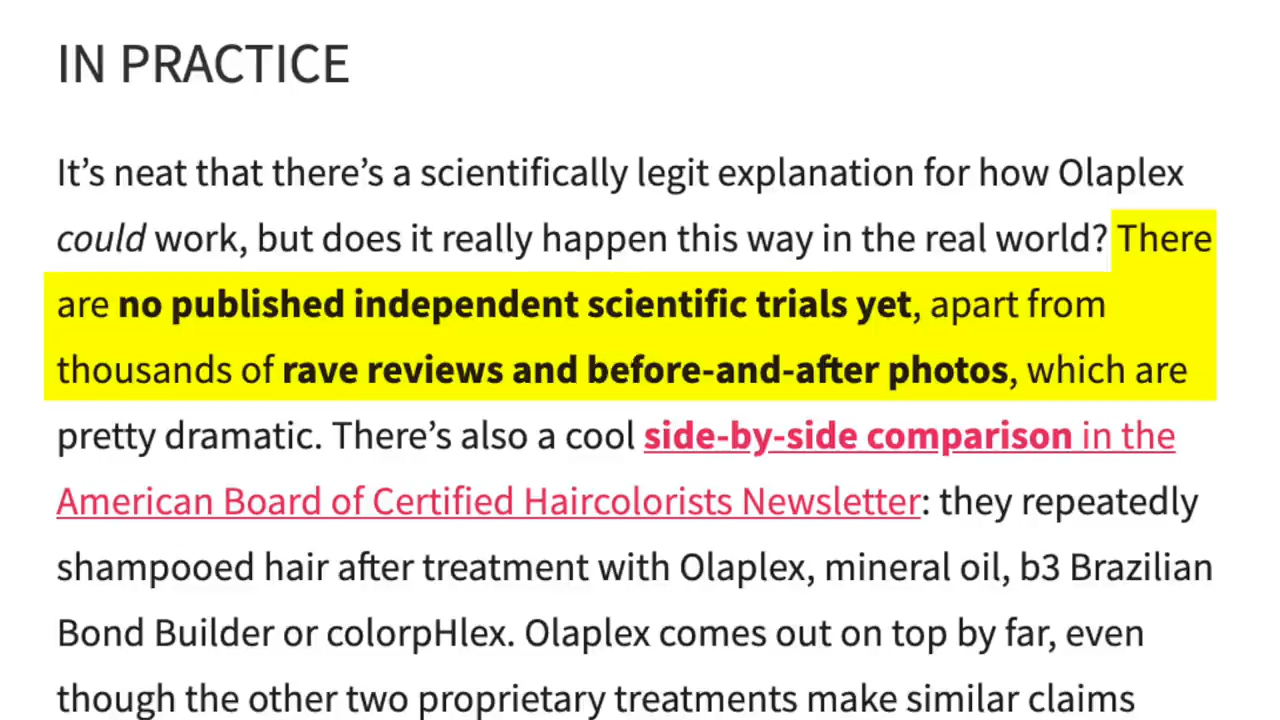 IN PRACTICE
It’s neat that there’s a scientifically legit explanation for how Olaplex
could work, but does it really happen this way in the real world? There
are no published independent scientific trials yet, apart from
thousands of rave reviews and before-and-after photos, which are
pretty dramatic. There’s also a cool side-by-side comparison in the
American Board of Certified Haircolorists Newsletter: they repeatedly
shampooed hair after treatment with Olaplex, mineral oil, b3 Brazilian
Bond Builder or colorpHlex. Olaplex comes out on top by far, even
though the other two proprietary treatments make similar claims